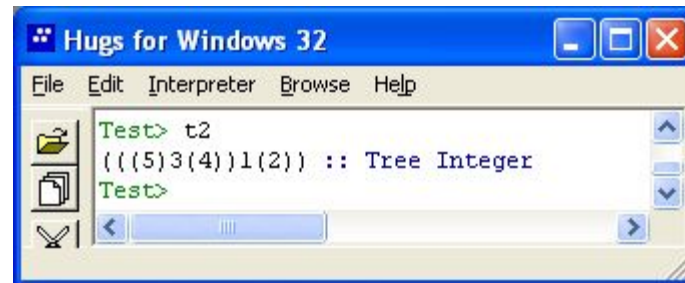 Hugs for Windows 32
File Edit Interpreter Browse Help
Test> t2
(((5)3(4))1(2)) :: Tree Integer
Test>